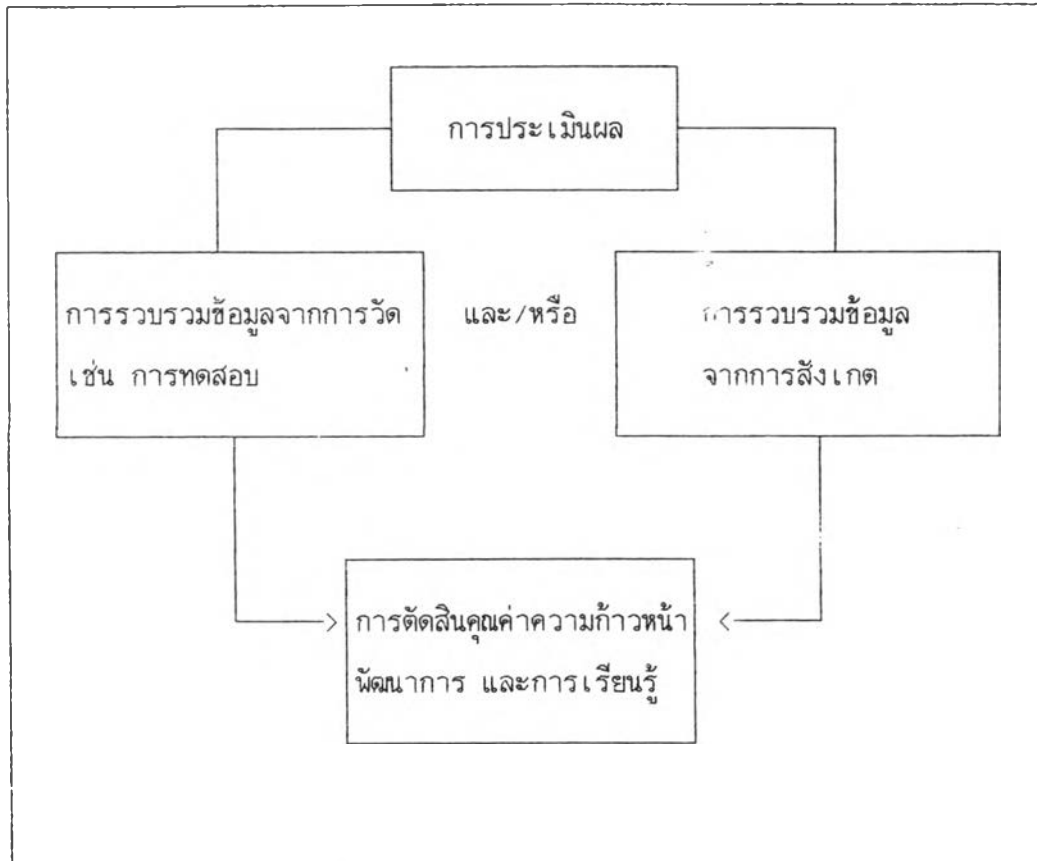 การประเมินผล
การรวบรวมข้อมูลจากการวัด
เช่น การทดสอบ
และ/หรือ
การรวบรวมข้อมูล
จากการสังเกต
การตัดสินคุณค่าความก้าวหน้า
พัฒนาการ และการเรียนรู้